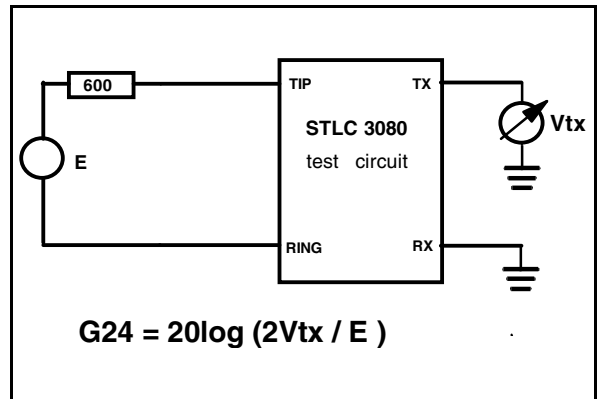 600
TIP
TX
STLC 3080
Vtx
E
test circuit
RING
RX
G24 = 20log (2Vtx / E )
.